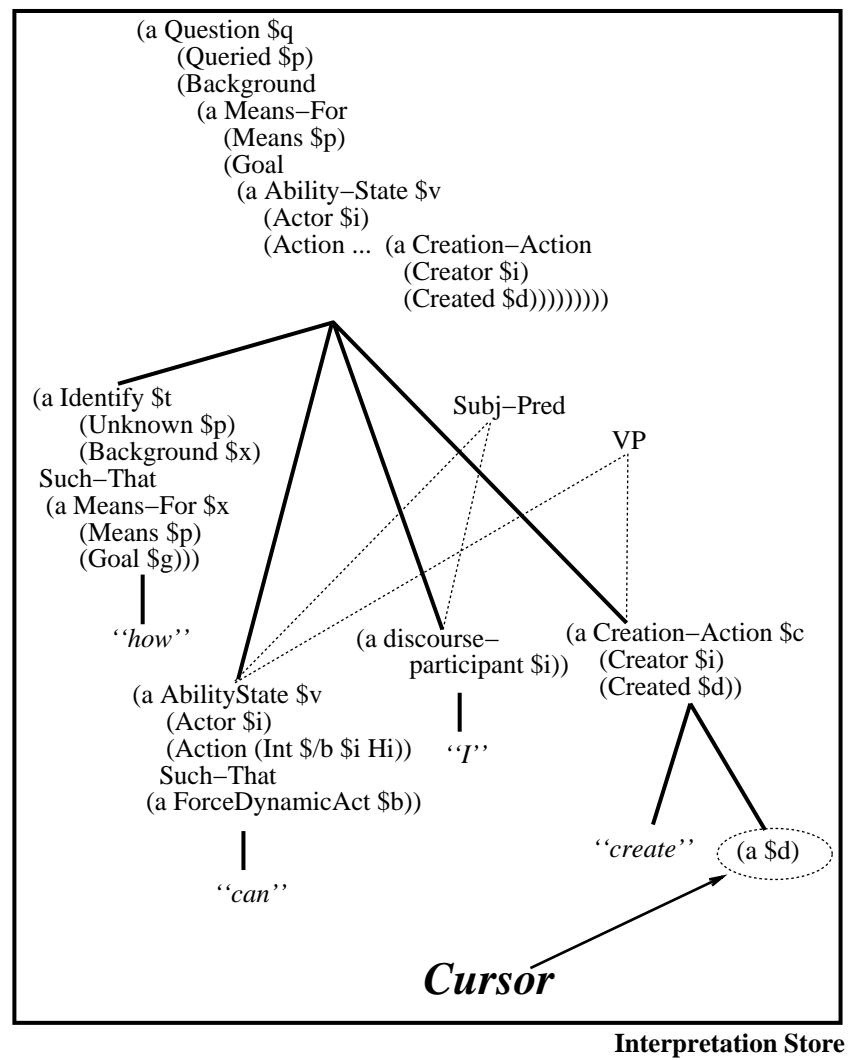 (a Question $q
(Queried $p)
(Background
(a Means−For
(Means $p)
(Goal
(a Ability−State $v
(Actor $i)
(Action ... (a Creation−Action
(Creator $i)
(Created $d)))))))))
(a Identify $t
(Unknown $p)
(Background $x)
Such−That
(a Means−For $x
(Means $p)
(Goal $g)))
‘‘how’’
Subj−Pred
VP
(a AbilityState $v
(Actor $i)
(Action (Int $/b $i Hi))
Such−That
(a ForceDynamicAct $b))
‘‘can’’
(a discourse−
participant $i))
‘‘I’’
(a Creation−Action $c
(Creator $i)
(Created $d))
‘‘create’’
(a $d)
Cursor
Interpretation Store